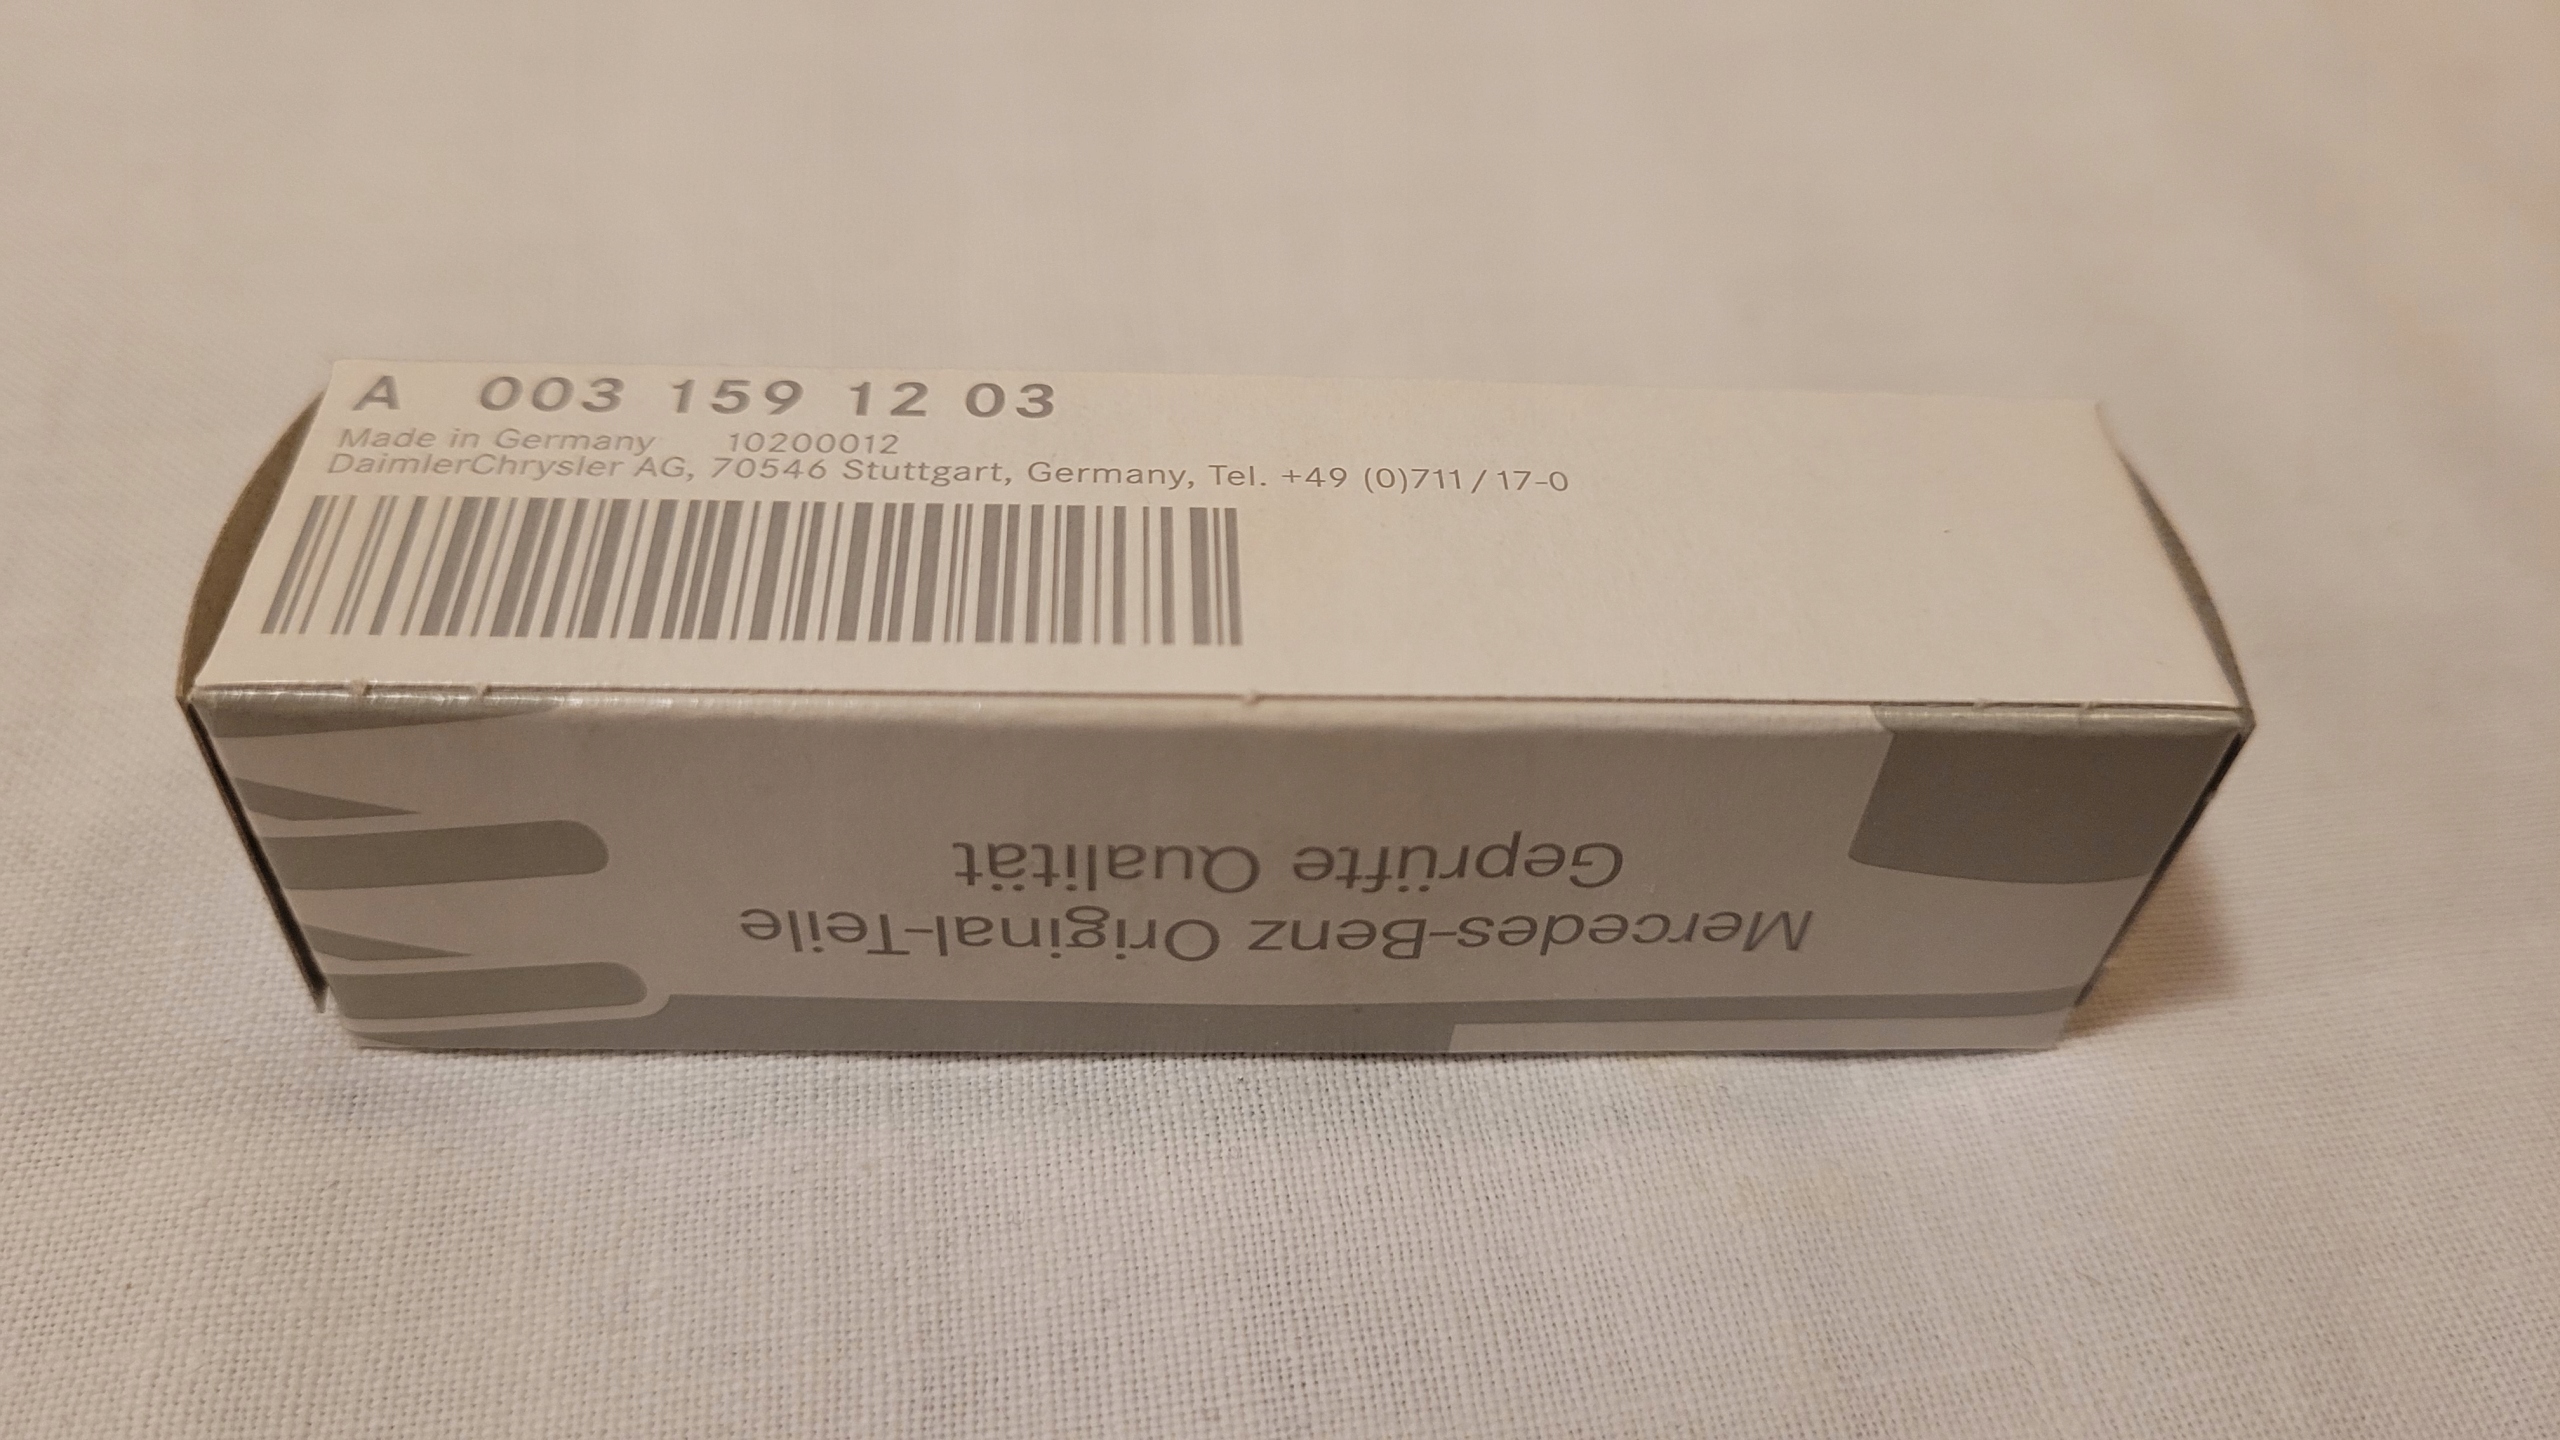 A 003 159 12 03
Made in Germany 10200012
DaimlerChrysler AG, 70546 Stuttgart, Germany, Tel. +49 (0)711/17-0
Mercedes-Benz Original-Teile
Geprüfte Qualität